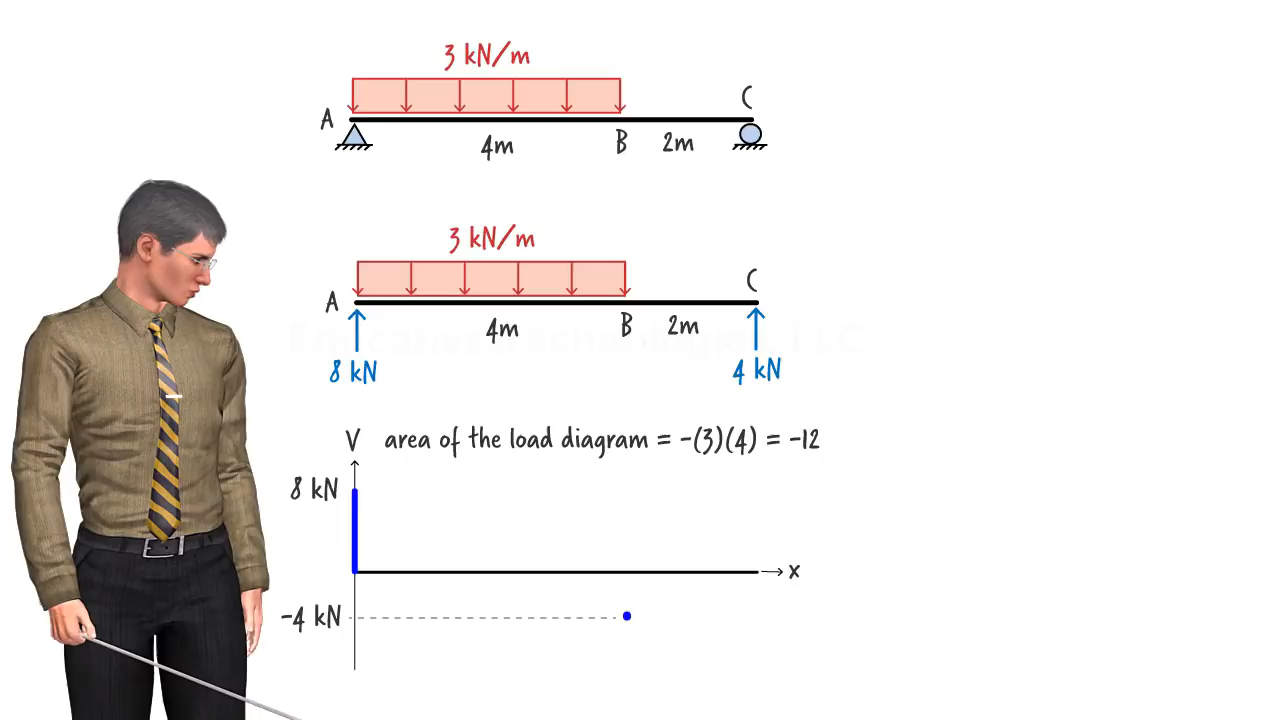 3 kN/m
A
C
4m
B
2m
3 kN/m
A
C
4m
B
2m
8 kN
4 kN
V
area of the load diagram = -(3)(4) = -12
8 kN
x
-4 kN